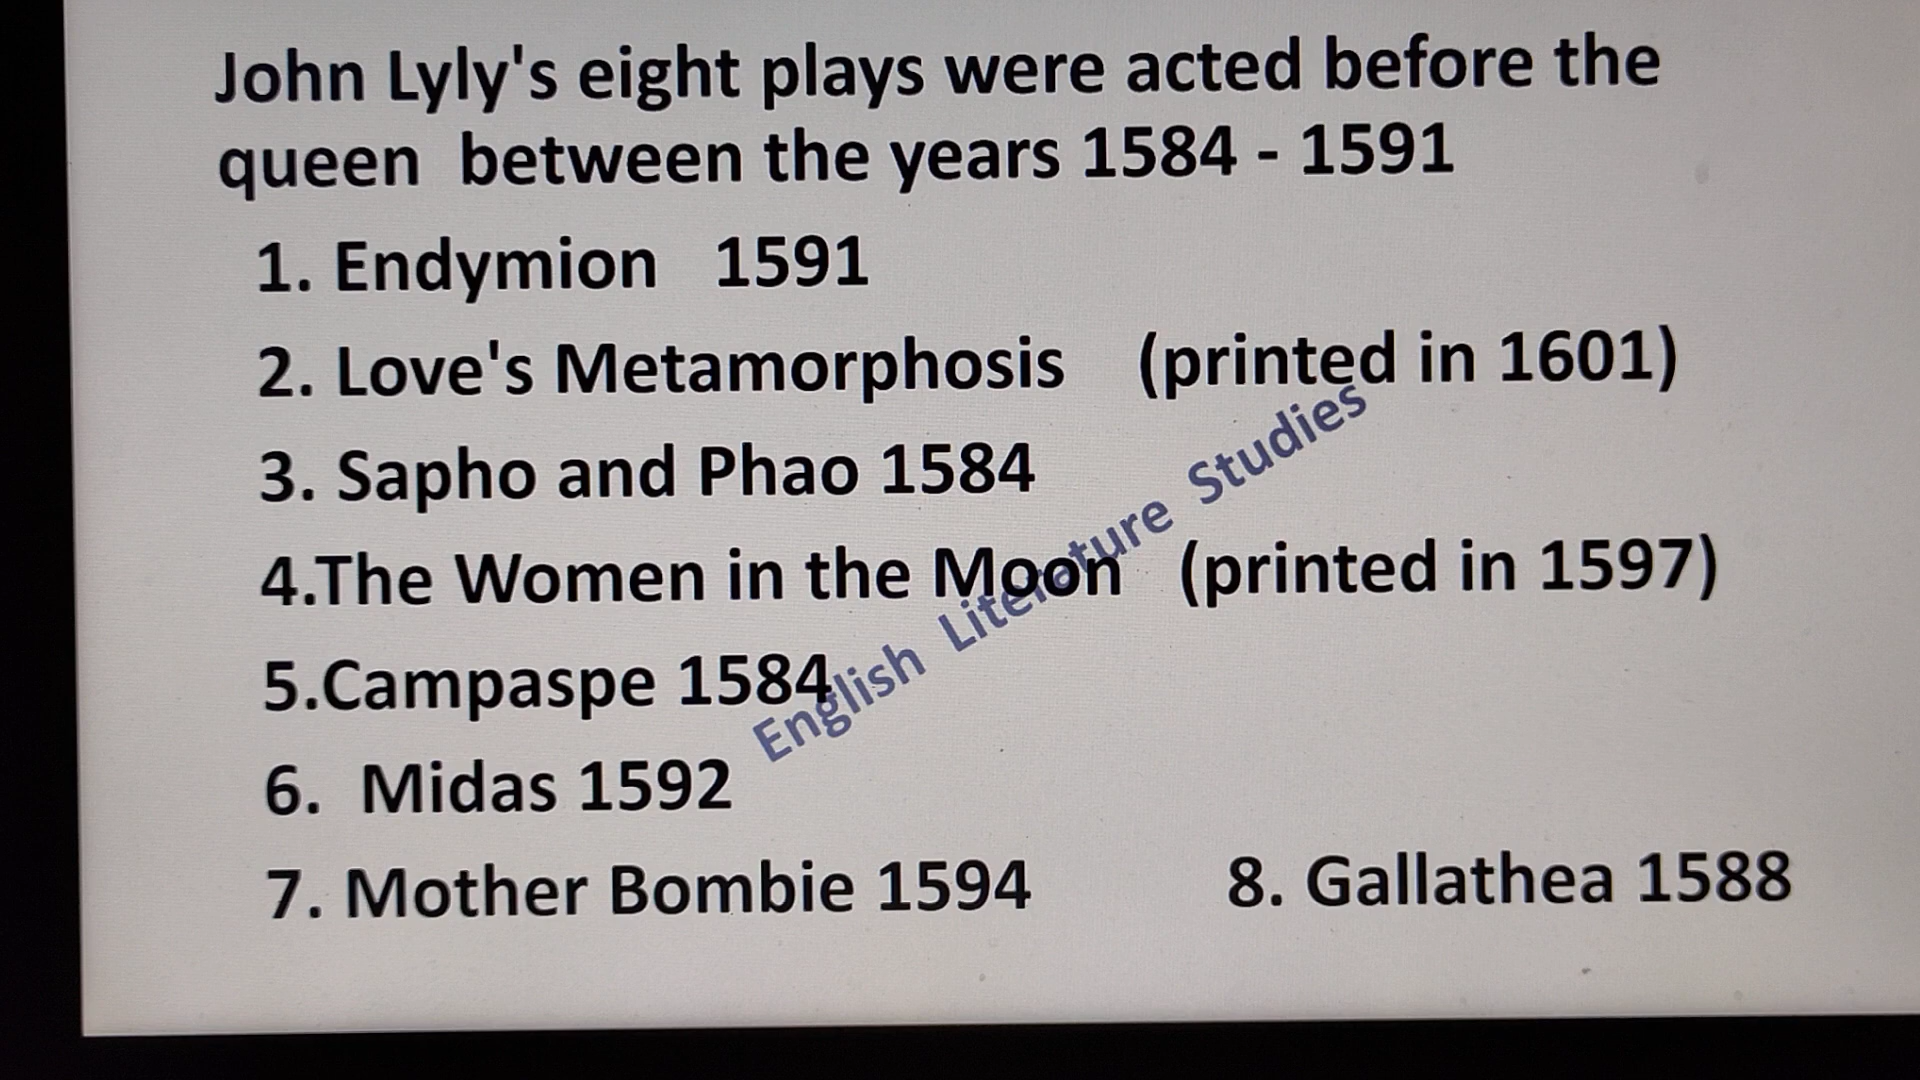 John Lyly's eight plays were acted before the
queen between the years 1584 - 1591
1. Endymion 1591
2. Love's Metamorphosis (printed in 1601)
3. Sapho and Phao 1584
4.The Women in the Moon (printed in 1597)
5.Campaspe 1584
6. Midas 1592
7. Mother Bombie 1594 8. Gallathea 1588
English Literature Studies